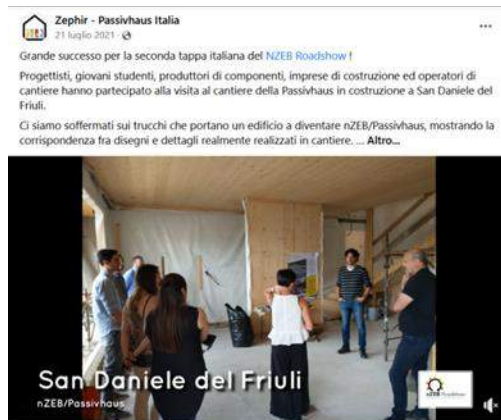 Zephir - Passivhaus Italia
21 luglio 2021 ·
Grande successo per la seconda tappa italiana del NZEB Roadshow !
Progettisti, giovani studenti, produttori di componenti, imprese di costruzione ed operatori di
cantiere hanno partecipato alla visita al cantiere della Passivhaus in costruzione a San Daniele del
Friuli.
Ci siamo soffermati sui trucchi che portano un edificio a diventare nZEB/Passivhaus, mostrando la
corrispondenza fra disegni e dettagli realmente realizzati in cantiere. ... Altro...
San Daniele del Friuli
nZEB/Passivhaus
nZEB Roadshow